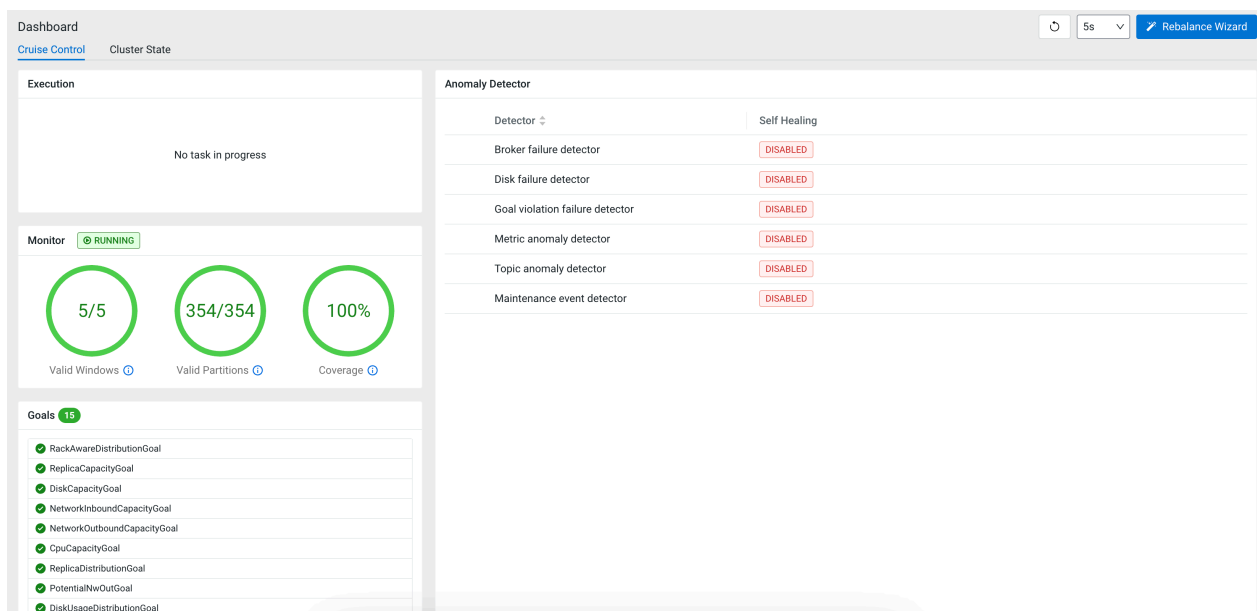 Dashboard
5s
Rebalance Wizard
Cruise Control
Cluster State
Execution
No task in progress
Monitor
RUNNING
5/5
354/354
100%
Valid Windows
Valid Partitions
Coverage
Goals 15
RackAwareDistributionGoal
ReplicaCapacityGoal
DiskCapacityGoal
NetworkInboundCapacityGoal
NetworkOutboundCapacityGoal
CpuCapacityGoal
ReplicaDistributionGoal
PotentialNwOutGoal
DiskUsageDistributionGoal
Anomaly Detector
Detector Self Healing
Broker failure detector DISABLED
Disk failure detector DISABLED
Goal violation failure detector DISABLED
Metric anomaly detector DISABLED
Topic anomaly detector DISABLED
Maintenance event detector DISABLED